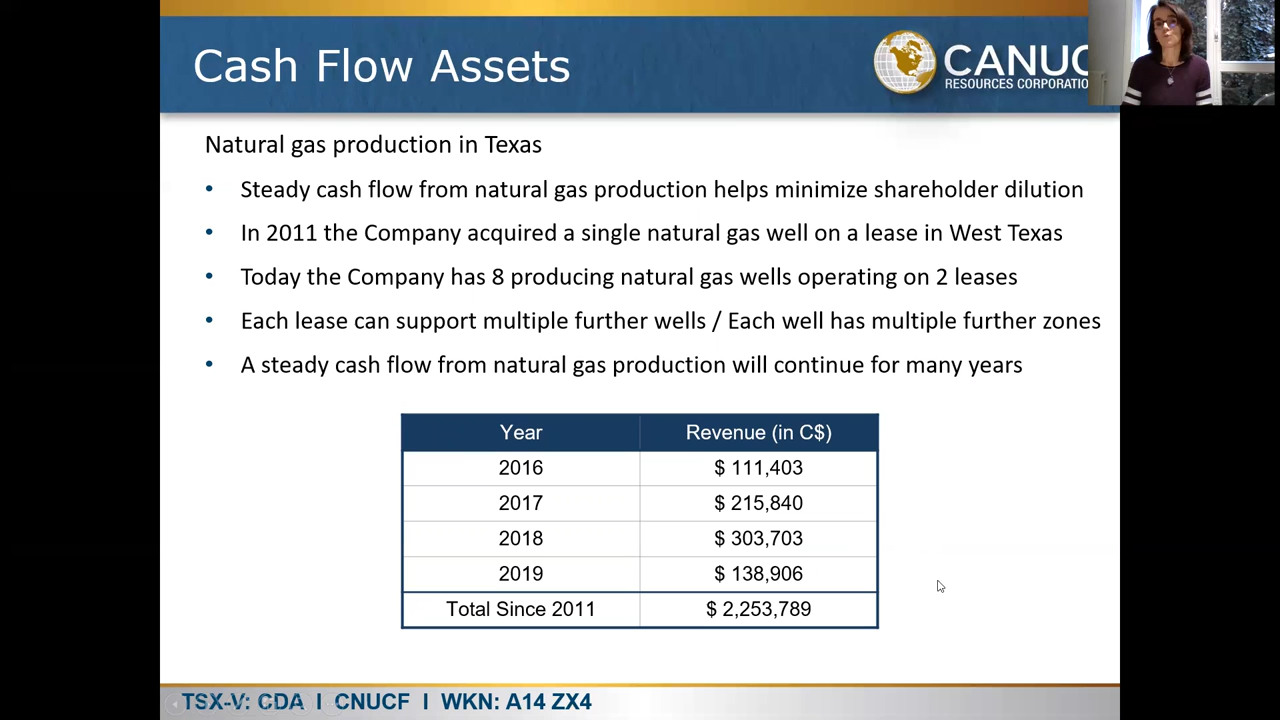 Cash Flow Assets
CANUC
RESOURCES CORPORATIO
Natural gas production in Texas
• Steady cash flow from natural gas production helps minimize shareholder dilution
• In 2011 the Company acquired a single natural gas well on a lease in West Texas
• Today the Company has 8 producing natural gas wells operating on 2 leases
• Each lease can support multiple further wells / Each well has multiple further zones
• A steady cash flow from natural gas production will continue for many years
Year Revenue (in C$)
2016 $ 111,403
2017 $ 215,840
2018 $ 303,703
2019 $ 138,906
Total Since 2011 $ 2,253,789
TSX-V: CDA I CNUCF I WKN: A14 ZX4